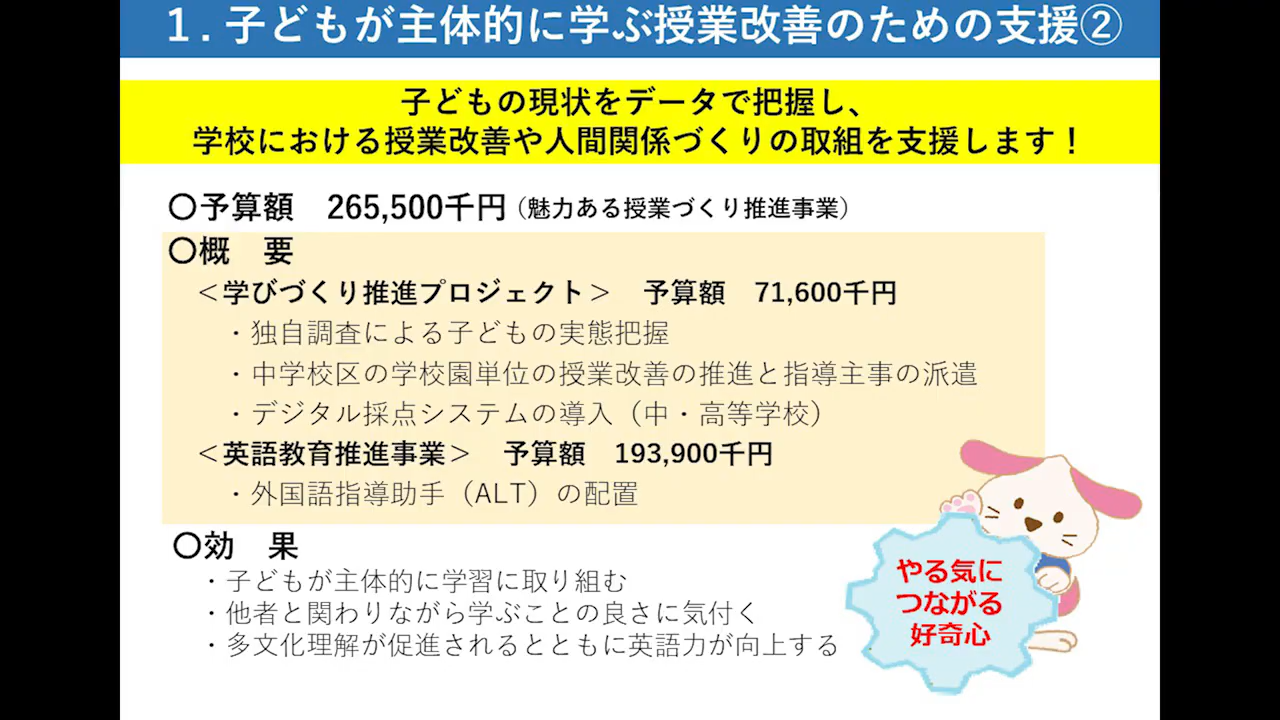 １. 子どもが主体的に学ぶ授業改善のための支援②
子どもの現状をデータで把握し、
学校における授業改善や人間関係づくりの取組を支援します！
〇予算額　265,500千円（魅力ある授業づくり推進事業）
〇概　要
＜学びづくり推進プロジェクト＞　予算額　71,600千円
・独自調査による子どもの実態把握
・中学校区の学校園単位の授業改善の推進と指導主事の派遣
・デジタル採点システムの導入（中・高等学校）
＜英語教育推進事業＞　予算額　193,900千円
・外国語指導助手（ALT）の配置
〇効　果
・子どもが主体的に学習に取り組む
・他者と関わりながら学ぶことの良さに気付く
・多文化理解が促進されるとともに英語力が向上する
やる気に
つながる
好奇心